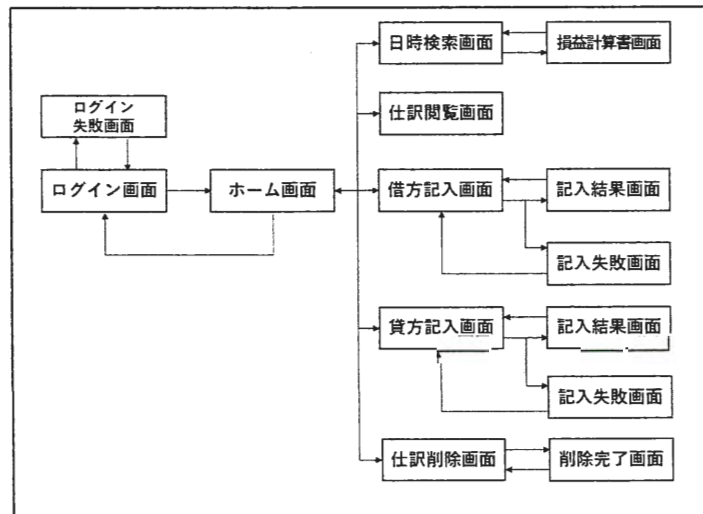 日時検索画面
損益計算書画面
ログイン
失敗画面
仕訳閲覧画面
ログイン画面
ホーム画面
借方記入画面
記入結果画面
記入失敗画面
貸方記入画面
記入結果画面
記入失敗画面
仕訳削除画面
削除完了画面